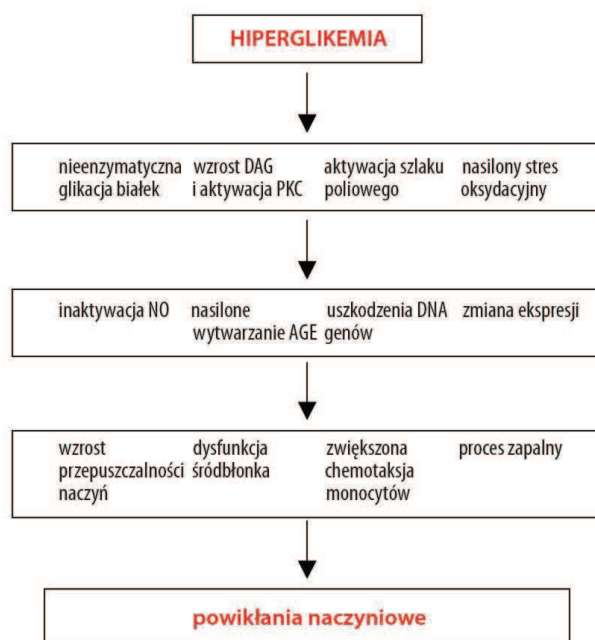 HIPERGLIKEMIA
nieenzymatyczna wzrost DAG aktywacja szlaku nasilony stres
glikacja białek i aktywacja PKC poliowego oksydacyjny
inaktywacja NO nasilone uszkodzenia DNA zmiana ekspresji
wytwarzanie AGE genów
wzrost dysfunkcja zwiększona proces zapalny
przepuszczalności śródbłonka chemotaksja
naczyń monocytów
powikłania naczyniowe